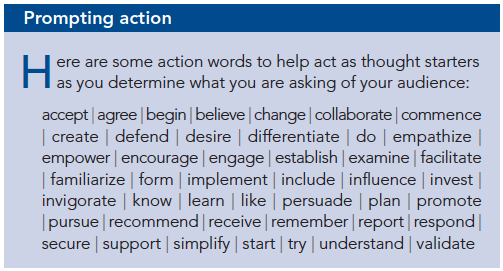 Prompting action
Here are some action words to help act as thought starters
as you determine what you are asking of your audience:
accept | agree | begin | believe | change | collaborate | commence
| create | defend | desire | differentiate | do | empathize |
empower | encourage | engage | establish | examine | facilitate
| familiarize | form | implement | include | influence | invest |
invigorate | know | learn | like | persuade | plan | promote
| pursue | recommend | receive | remember | report | respond |
secure | support | simplify | start | try | understand | validate